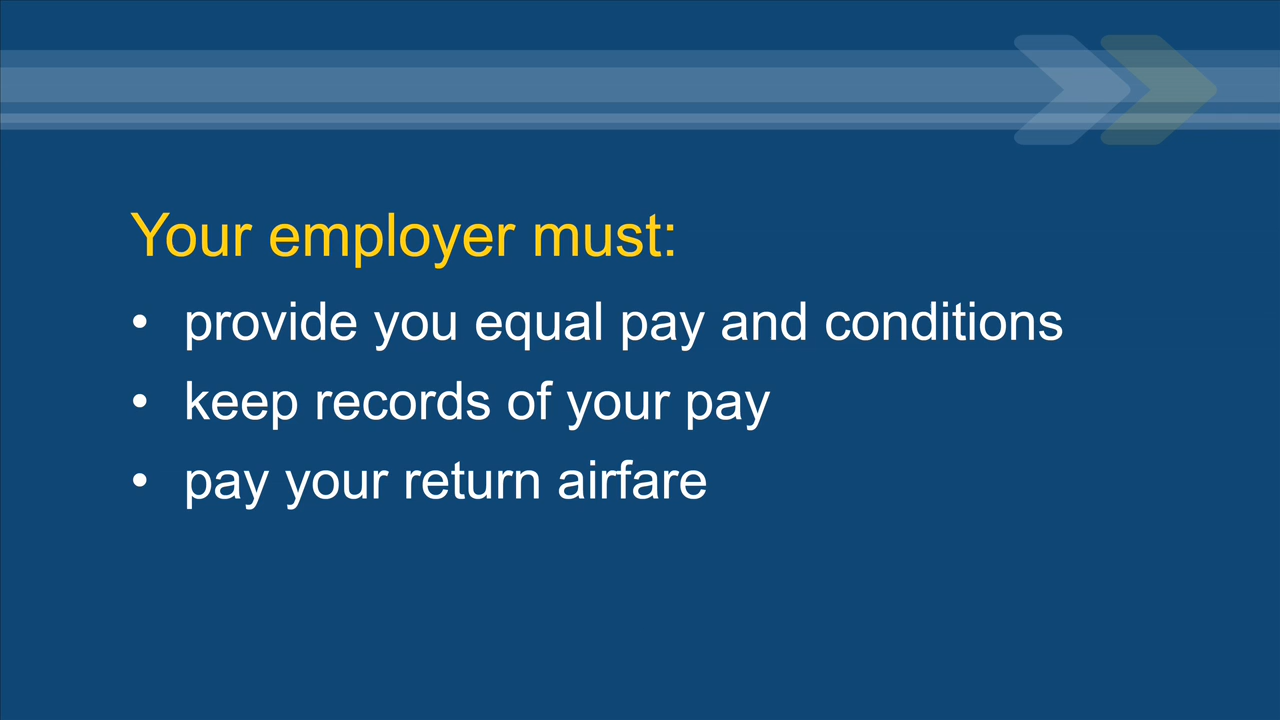 Your employer must:
• provide you equal pay and conditions
• keep records of your pay
• pay your return airfare